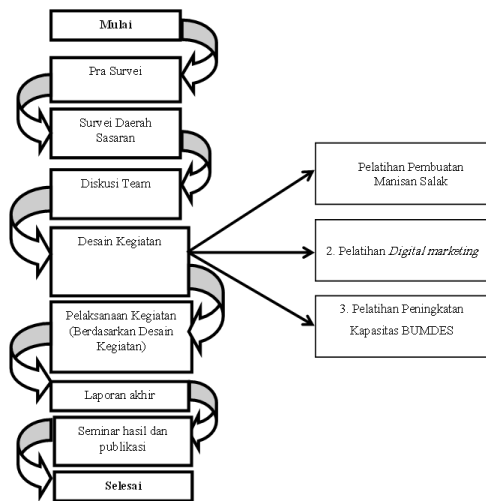 Mulai
Pra Survei
Survei Daerah
Sasaran
Diskusi Team
Desain Kegiatan
Pelatihan Pembuatan
Manisan Salak
2. Pelatihan Digital marketing
3. Pelatihan Peningkatan
Kapasitas BUMDES
Pelaksanaan Kegiatan
(Berdasarkan Desain
Kegiatan)
Laporan akhir
Seminar hasil dan
publikasi
Selesai